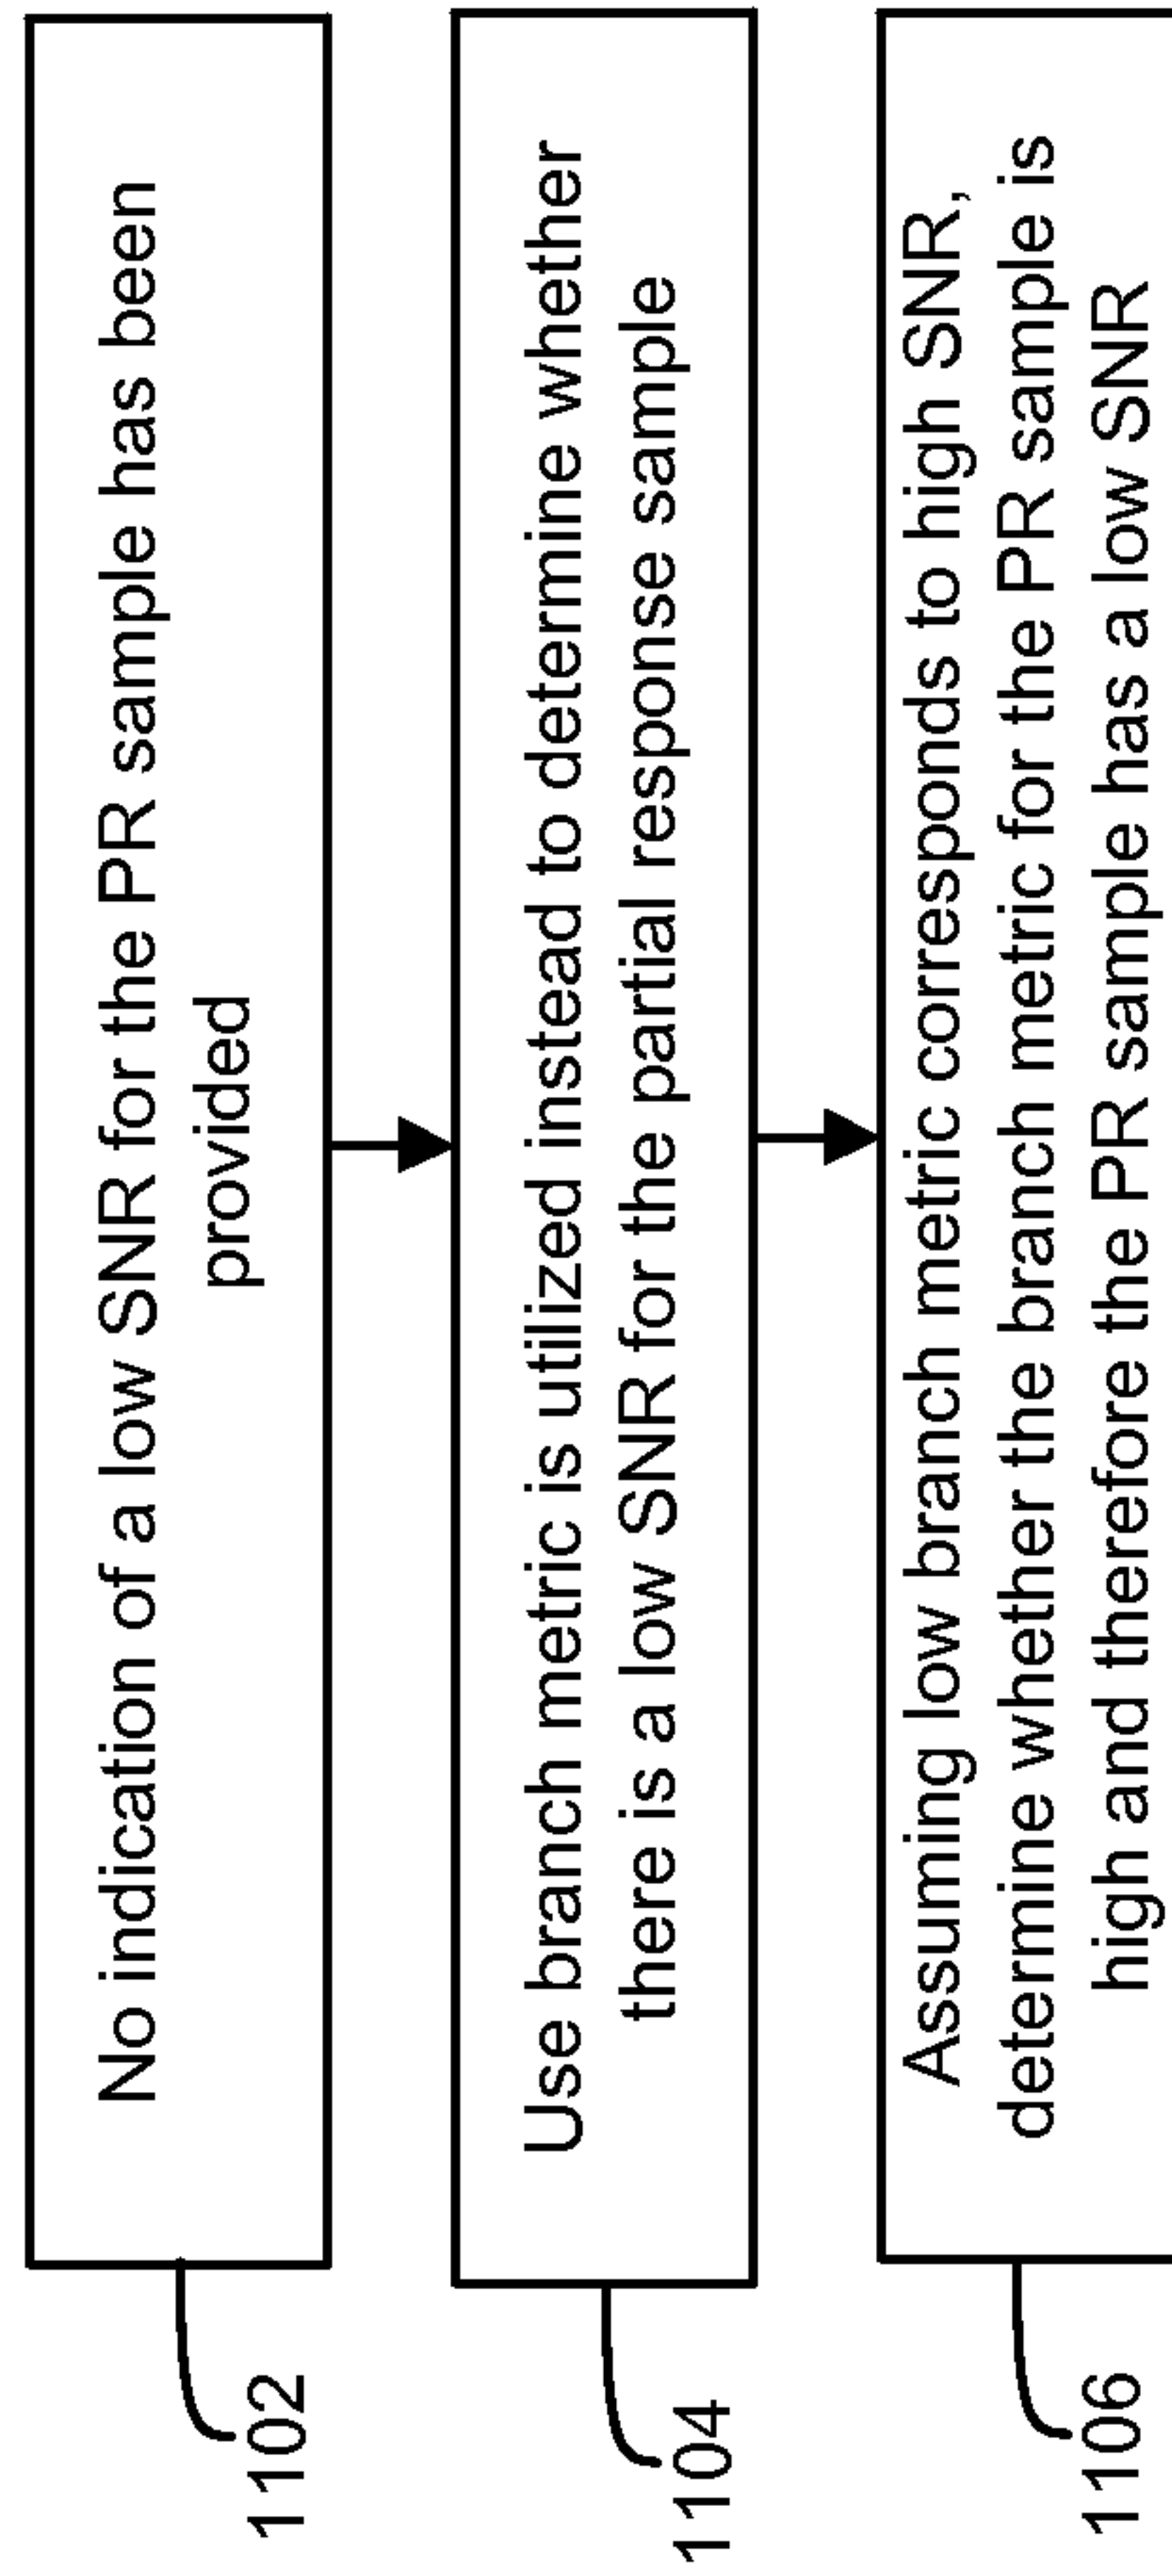 No indication of a low SNR for the PR sample has been
provided
1102
Use branch metric is utilized instead to determine whether
there is a low SNR for the partial response sample
1104
Assuming low branch metric corresponds to high SNR,
determine whether the branch metric for the PR sample is
high and therefore the PR sample has a low SNR
1106